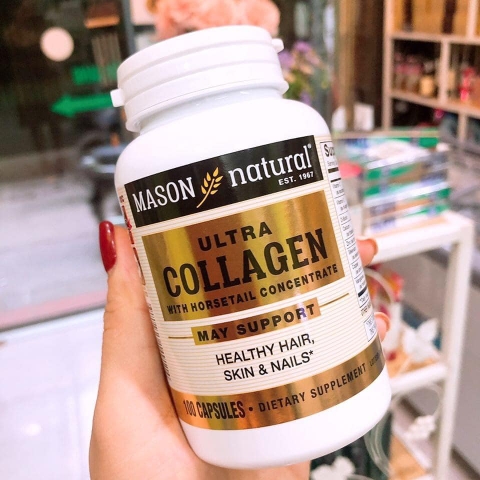 MASON natural®
EST. 1967
ULTRA
COLLAGEN
WITH HORSETAIL CONCENTRATE
MAY SUPPORT
HEALTHY HAIR,
SKIN & NAILS*
100 CAPSULES • DIETARY SUPPLEMENT